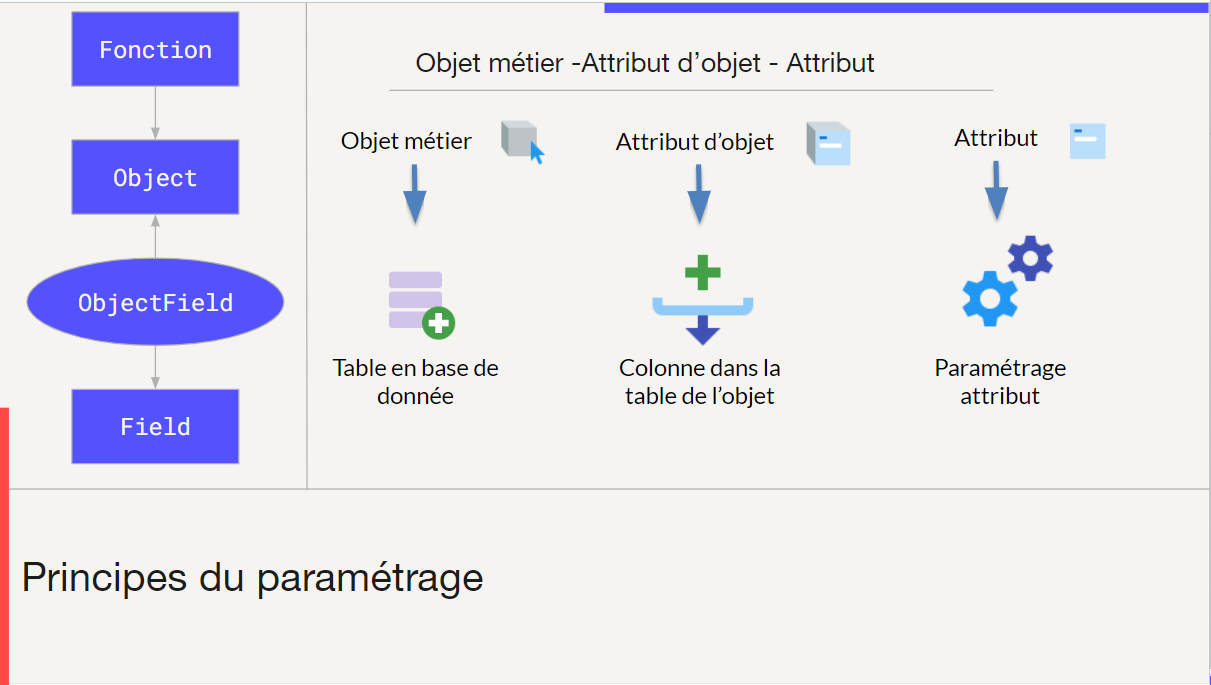 Fonction
Object
ObjectField
Field
Objet métier -Attribut d’objet - Attribut
Objet métier
Attribut d’objet
Attribut
Table en base de
donnée
Colonne dans la
table de l’objet
Paramétrage
attribut
Principes du paramétrage